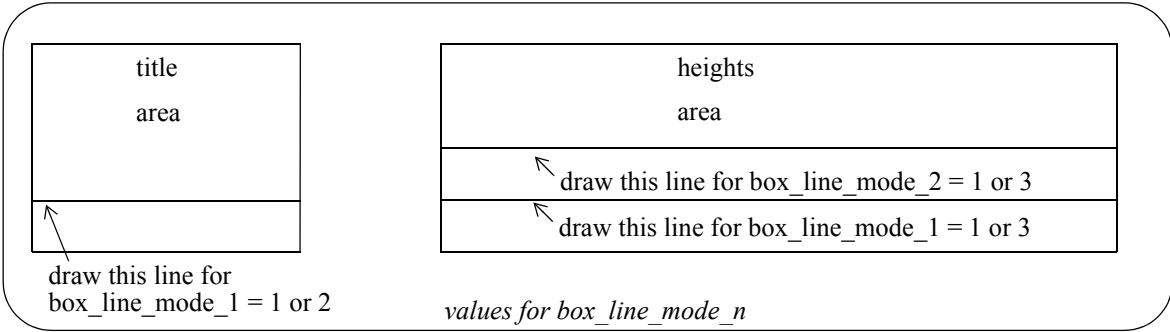 title
area
draw this line for
box_line_mode_1 = 1 or 2
heights
area
draw this line for box_line_mode_2 = 1 or 3
draw this line for box_line_mode_1 = 1 or 3
values for box_line_mode_n